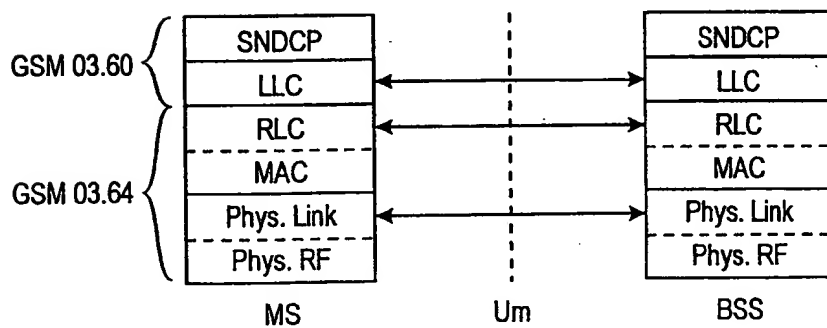 GSM 03.60
GSM 03.64
SNDCP
LLC
RLC
MAC
Phys. Link
Phys. RF
MS
Um
SNDCP
LLC
RLC
MAC
Phys. Link
Phys. RF
BSS